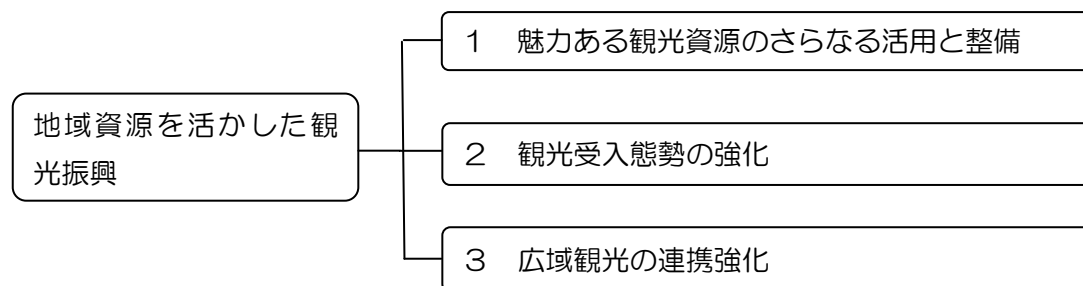 地域資源を活かした観
光振興
１　魅力ある観光資源のさらなる活用と整備
２　観光受入態勢の強化
３　広域観光の連携強化